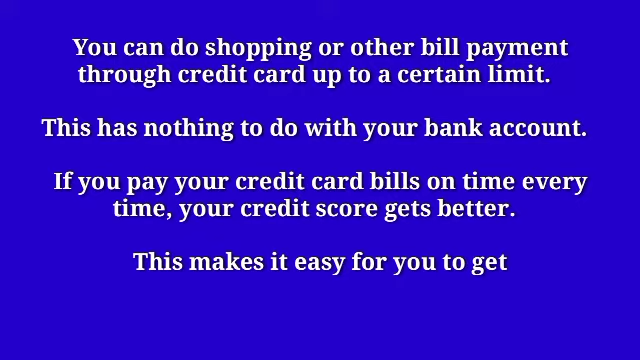 You can do shopping or other bill payment
through credit card up to a certain limit.
This has nothing to do with your bank account.
If you pay your credit card bills on time every
time, your credit score gets better.
This makes it easy for you to get